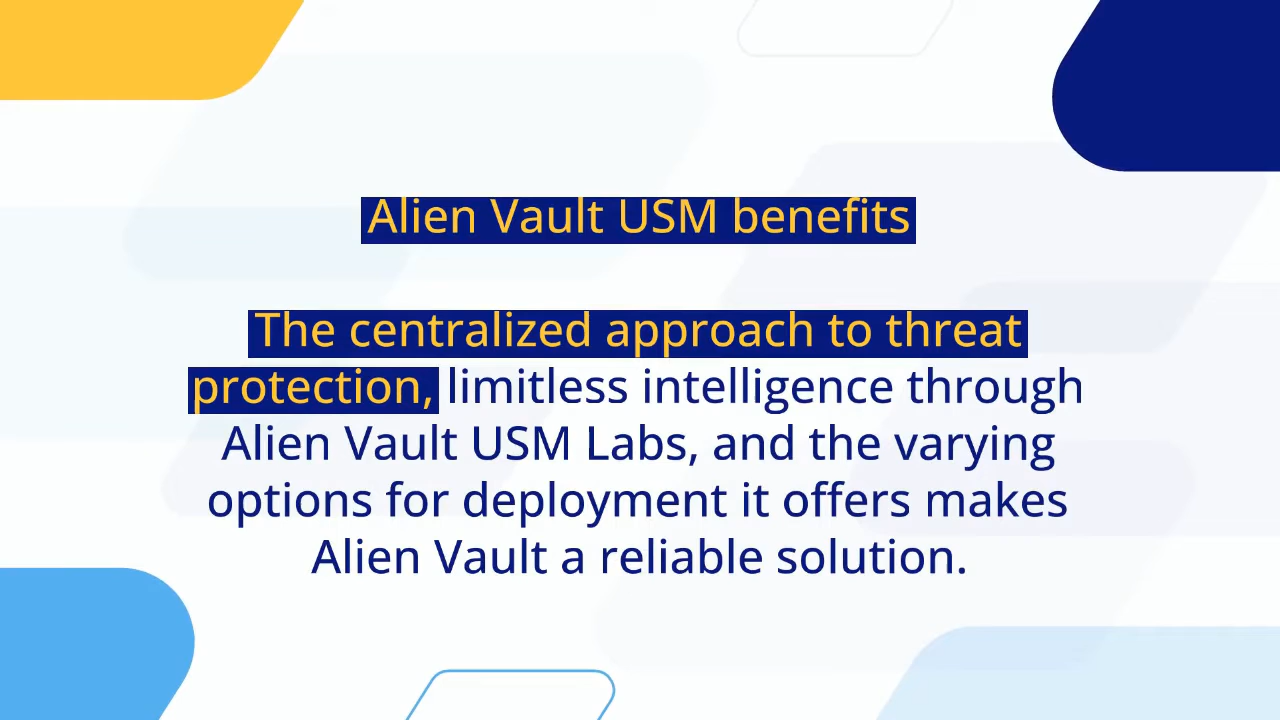 Alien Vault USM benefits
The centralized approach to threat
protection, limitless intelligence through
Alien Vault USM Labs, and the varying
options for deployment it offers makes
Alien Vault a reliable solution.